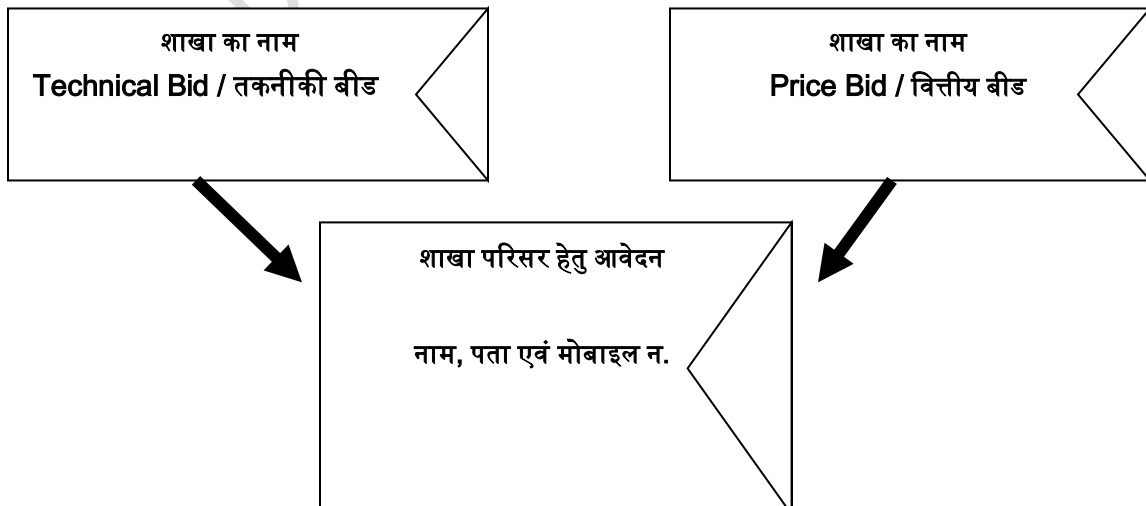 शाखा का नाम
Technical Bid / तकनीकी बीड
शाखा का नाम
Price Bid / वित्तीय बीड
शाखा परिसर हेतु आवेदन
नाम, पता एवं मोबाइल न.